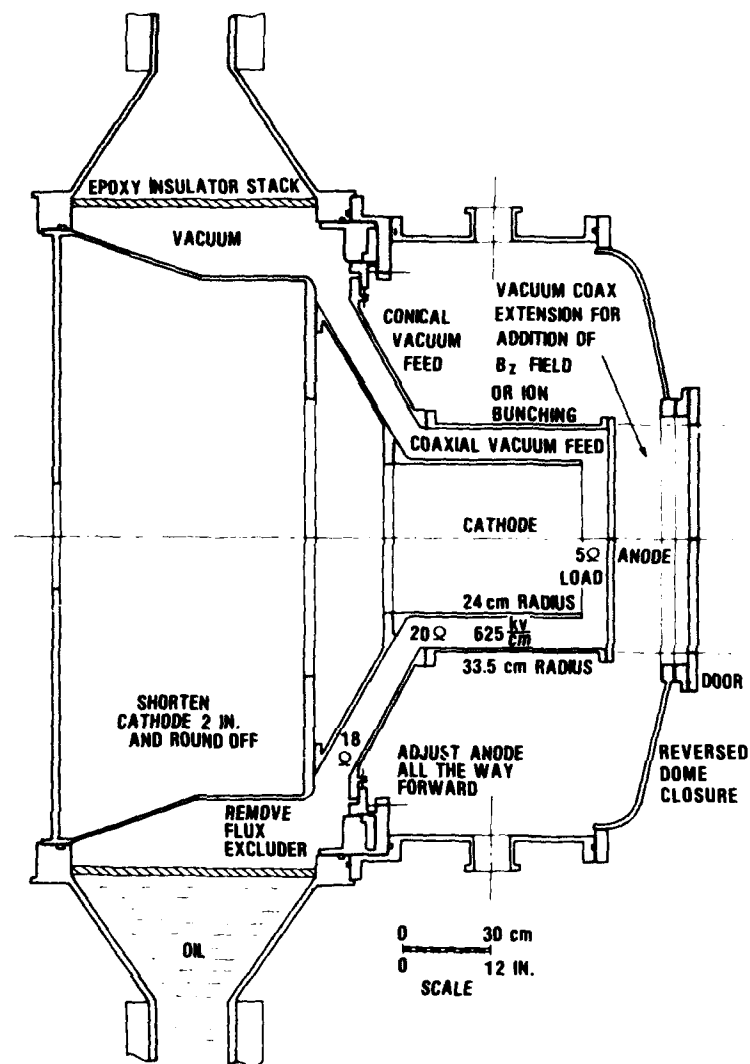 EPOXY INSULATOR STACK
VACUUM
CONICAL
VACUUM
FEED
VACUUM COAX
EXTENSION FOR
ADDITION OF
BZ FIELD
OR ION
BUNCHING
COAXIAL VACUUM FEED
CATHODE
5Ω
LOAD
ANODE
24 cm RADIUS
20 Ω
625 kv/cm
33.5 cm RADIUS
DOOR
SHORTEN
CATHODE 2 IN.
AND ROUND OFF
18
Ω
ADJUST ANODE
ALL THE WAY
FORWARD
REVERSED
DOME
CLOSURE
REMOVE
FLUX
EXCLUDER
OIL
0 30 cm
0 12 IN.
SCALE